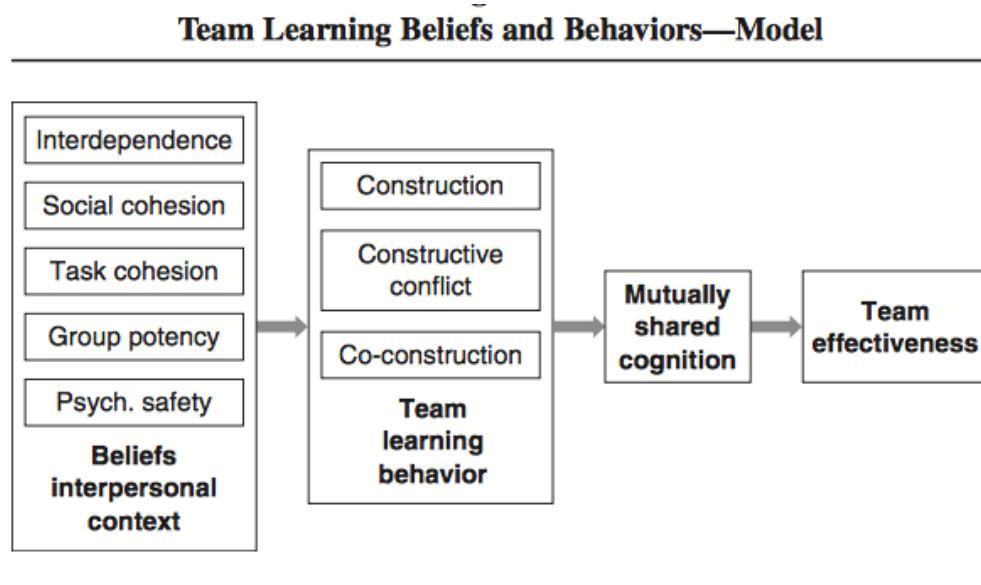 Team Learning Beliefs and Behaviors—Model
Interdependence
Social cohesion
Task cohesion
Group potency
Psych. safety
Beliefs
interpersonal
context
Construction
Constructive
conflict
Co-construction
Team
learning
behavior
Mutually
shared
cognition
Team
effectiveness